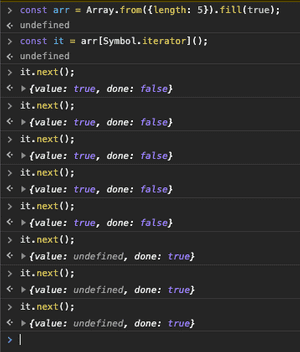 > const arr = Array.from({length: 5}).fill(true);
<· undefined
> const it = arr[Symbol.iterator]();
<· undefined
> it.next();
<· ▶ {value: true, done: false}
> it.next();
<· ▶ {value: true, done: false}
> it.next();
<· ▶ {value: true, done: false}
> it.next();
<· ▶ {value: true, done: false}
> it.next();
<· ▶ {value: true, done: false}
> it.next();
<· ▶ {value: undefined, done: true}
> it.next();
<· ▶ {value: undefined, done: true}
> it.next();
<· ▶ {value: undefined, done: true}
>